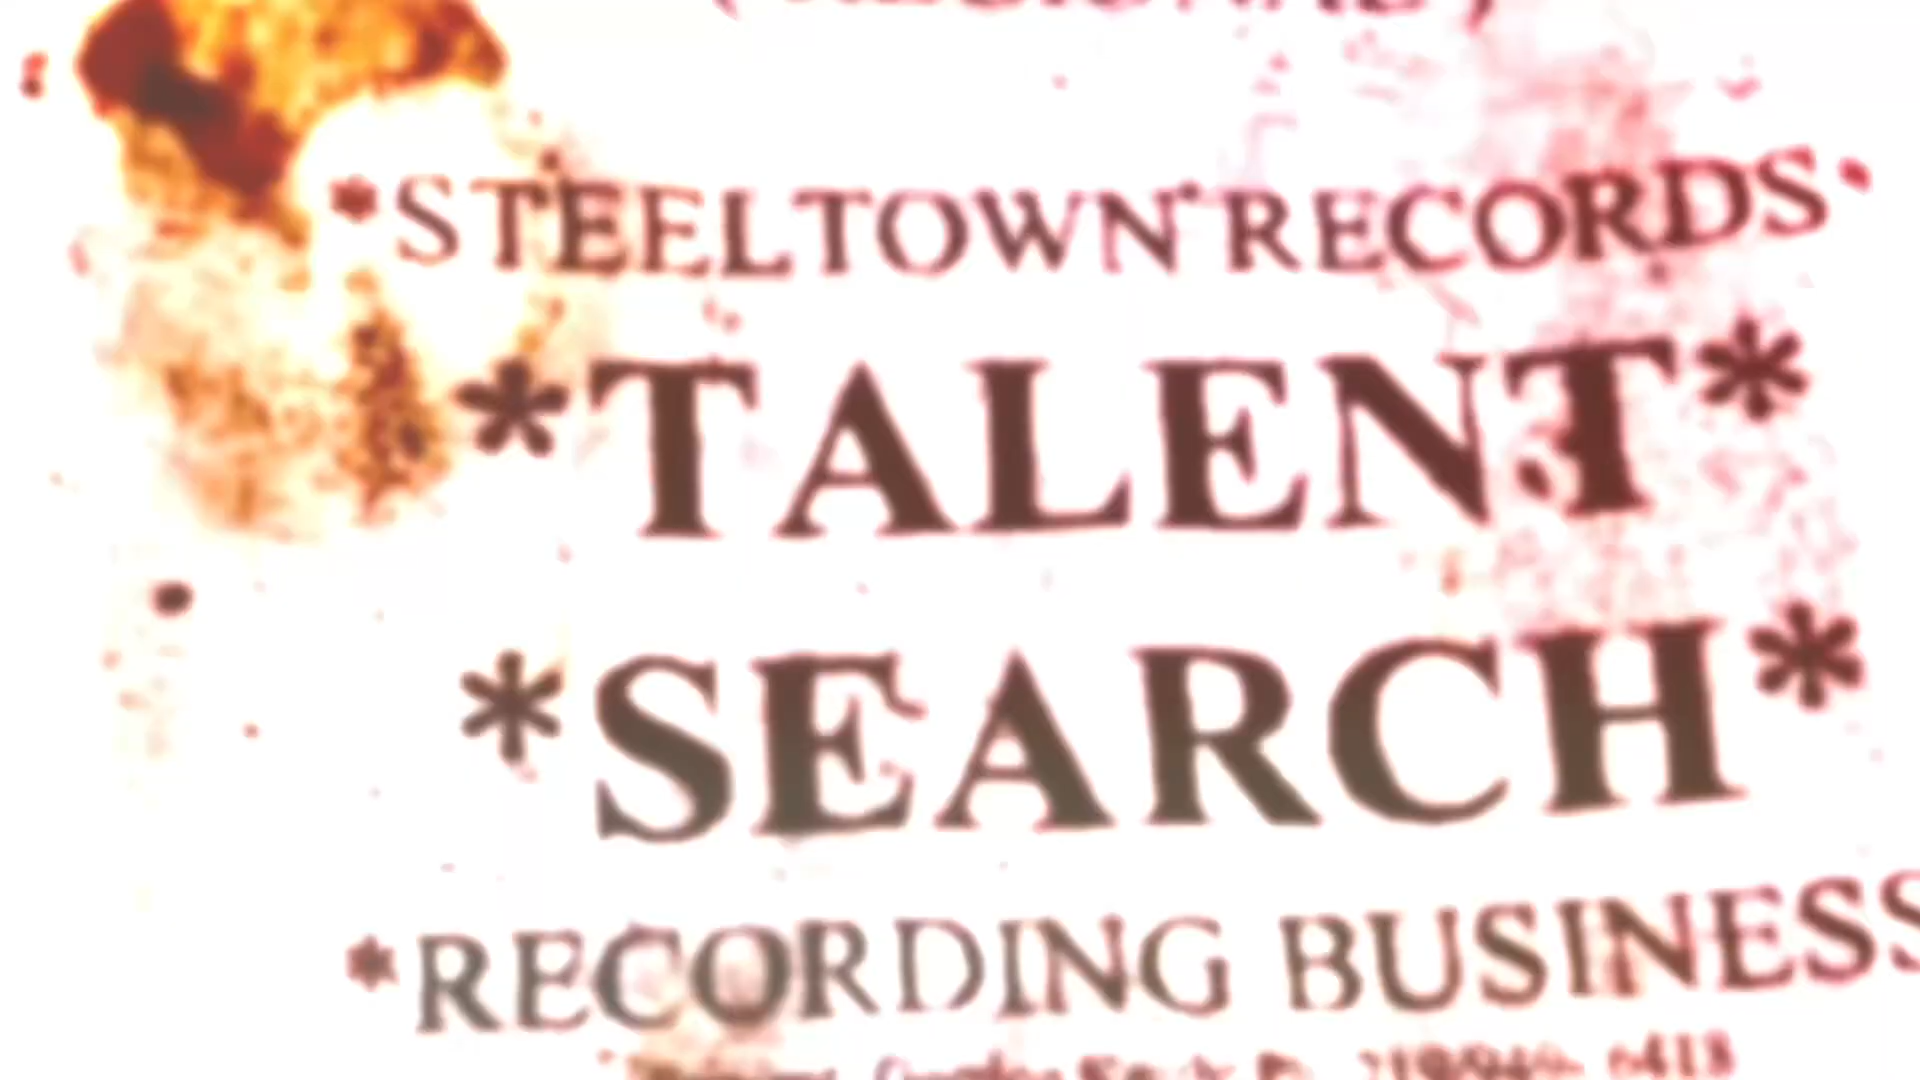 *STEELTOWN RECORDS*
*TALENT*
*SEARCH*
*RECORDING BUSINESS